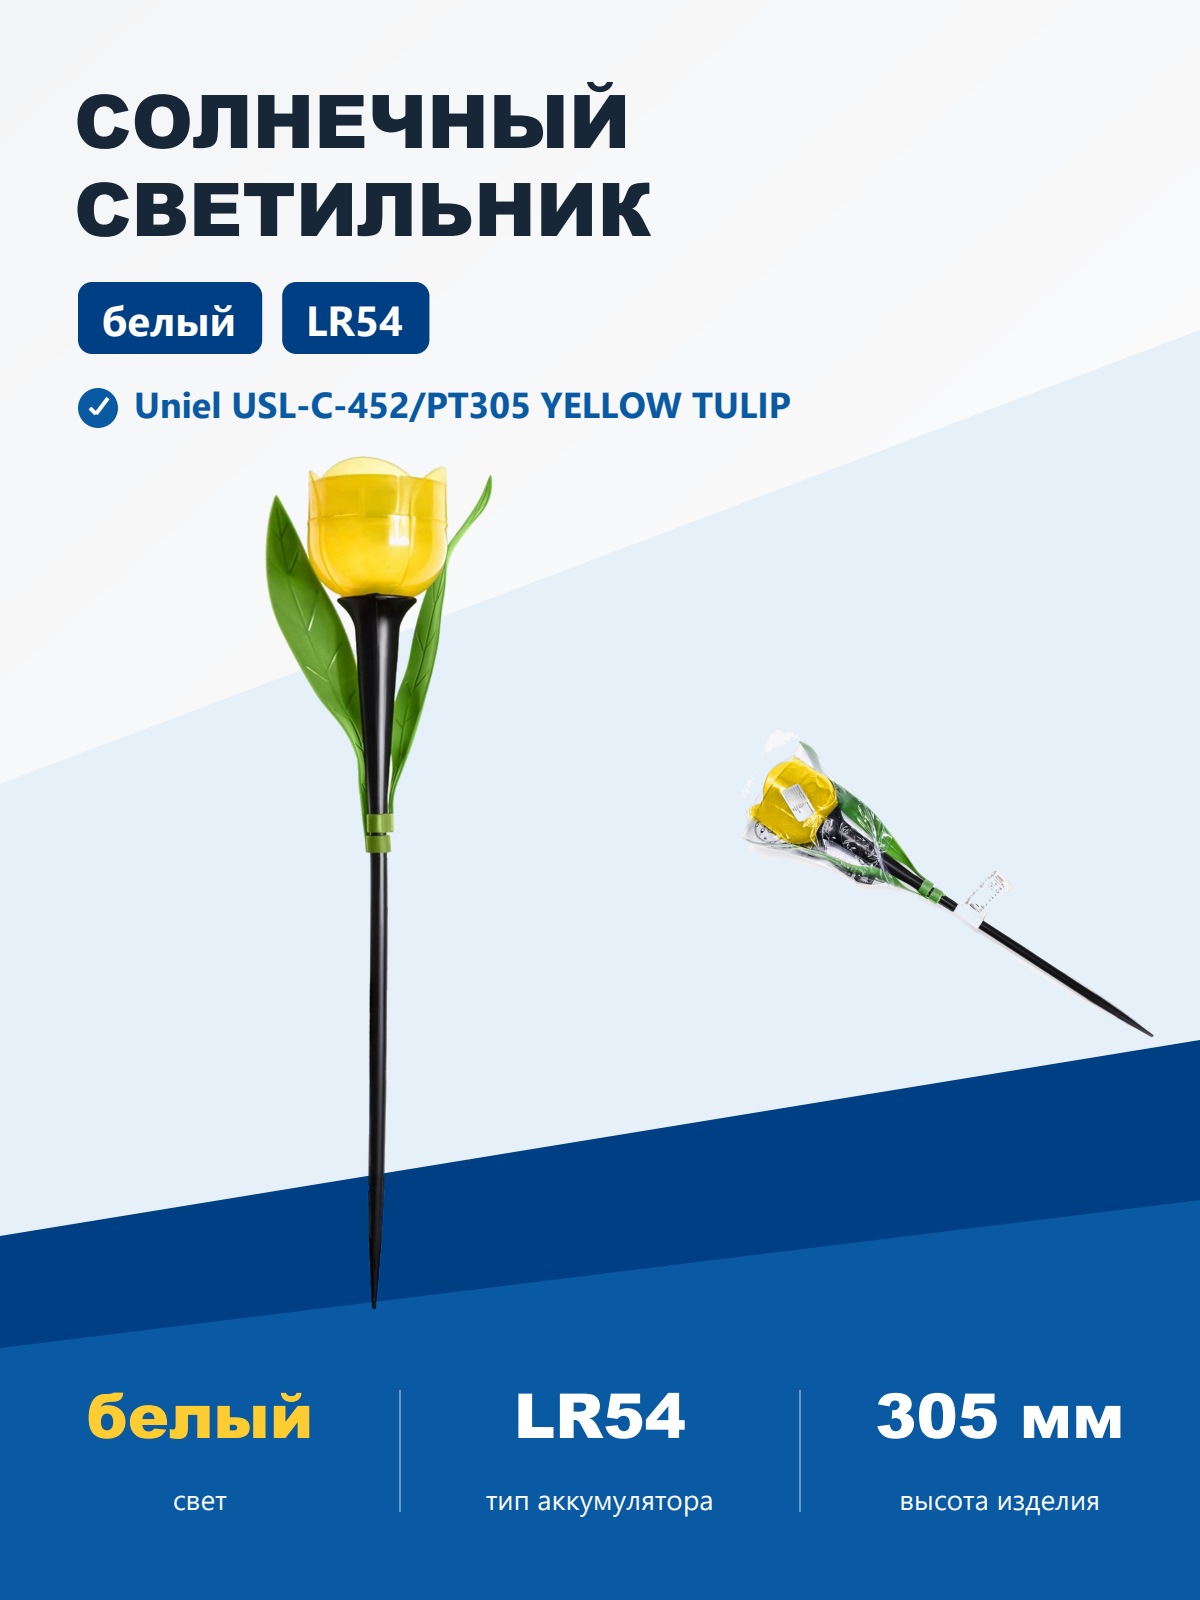 СОЛНЕЧНЫЙ
СВЕТИЛЬНИК
белый LR54
Uniel USL-C-452/PT305 YELLOW TULIP
белый LR54 305 мм
свет тип аккумулятора высота изделия